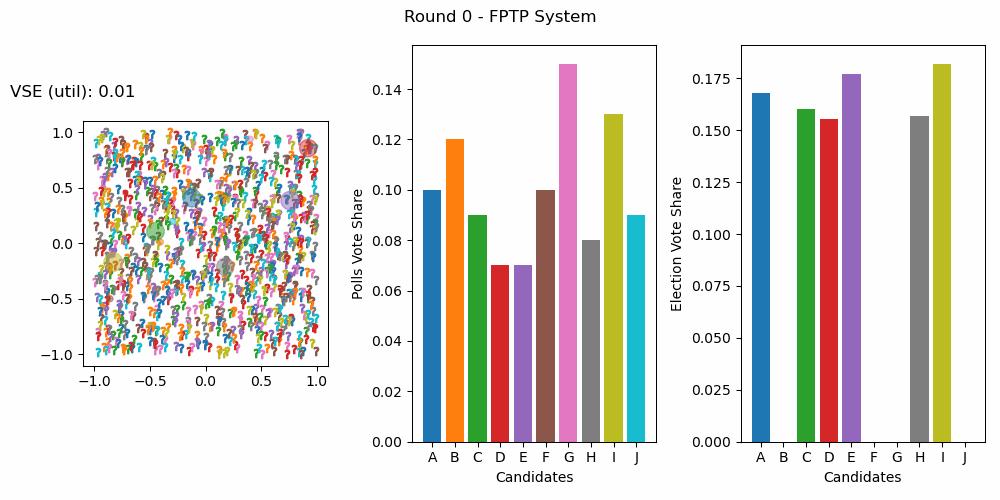 Round 0 - FPTP System
VSE (util): 0.01
1.0
0.5
0.0
−0.5
−1.0
−1.0 −0.5 0.0 0.5 1.0
Polls Vote Share
0.14
0.12
0.10
0.08
0.06
0.04
0.02
0.00
A B C D E F G H I J
Candidates
Election Vote Share
0.175
0.150
0.125
0.100
0.075
0.050
0.025
0.000
A B C D E F G H I J
Candidates